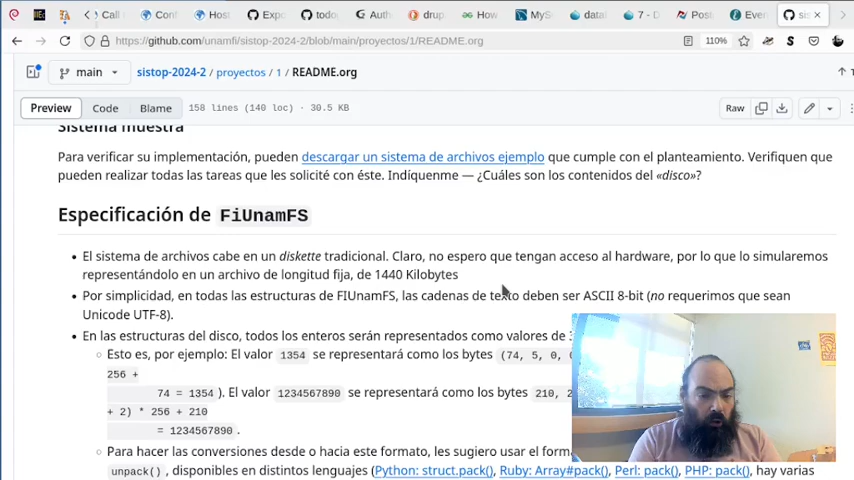 Call
Conf
Host
Expo
todo
Auth
drup
How
MyS
datal
7 - D
Post
Ever
sis
https://github.com/unamfi/sistop-2024-2/blob/main/proyectos/1/README.org
110%
main
sistop-2024-2 / proyectos / 1 / README.org
Preview
Code
Blame
158 lines (140 loc) · 30.5 KB
Raw
Sistema muestra
Para verificar su implementación, pueden descargar un sistema de archivos ejemplo que cumple con el planteamiento. Verifiquen que
pueden realizar todas las tareas que les solicité con éste. Indíquenme — ¿Cuáles son los contenidos del «disco»?
Especificación de FiUnamFS
• El sistema de archivos cabe en un diskette tradicional. Claro, no espero que tengan acceso al hardware, por lo que lo simularemos
representándolo en un archivo de longitud fija, de 1440 Kilobytes
• Por simplicidad, en todas las estructuras de FIUnamFS, las cadenas de texto deben ser ASCII 8-bit (no requerimos que sean
Unicode UTF-8).
• En las estructuras del disco, todos los enteros serán representados como valores de 3
◦ Esto es, por ejemplo: El valor 1354 se representará como los bytes (74, 5, 0, 0
256 +
74 = 1354 ). El valor 1234567890 se representará como los bytes 210, 2
+ 2) * 256 + 210
= 1234567890 .
◦ Para hacer las conversiones desde o hacia este formato, les sugiero usar el forma
unpack() , disponibles en distintos lenguajes (Python: struct.pack(), Ruby: Array#pack(), Perl: pack(), PHP: pack(), hay varias